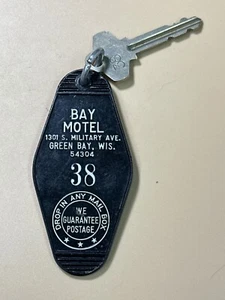 BAY
MOTEL
1301 S. MILITARY AVE.
GREEN BAY, WIS.
54304
38
DROP IN ANY MAIL BOX
WE
GUARANTEE
POSTAGE